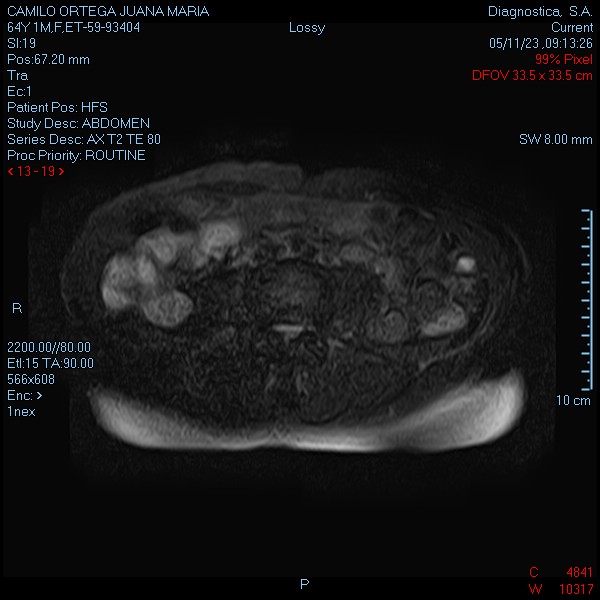 CAMILO ORTEGA JUANA MARIA
64Y 1M,F,ET-59-93404
Sl:19
Pos:67.20 mm
Tra
Ec:1
Patient Pos: HFS
Study Desc: ABDOMEN
Series Desc: AX T2 TE 80
Proc Priority: ROUTINE
< 13 - 19 >
Lossy
Diagnostica, S.A.
Current
05/11/23 ,09:13:26
99% Pixel
DFOV 33.5 x 33.5 cm
SW 8.00 mm
R
2200.00//80.00
Etl:15 TA:90.00
566x608
Enc: >
1nex
10 cm
P
C 4841
W 10317